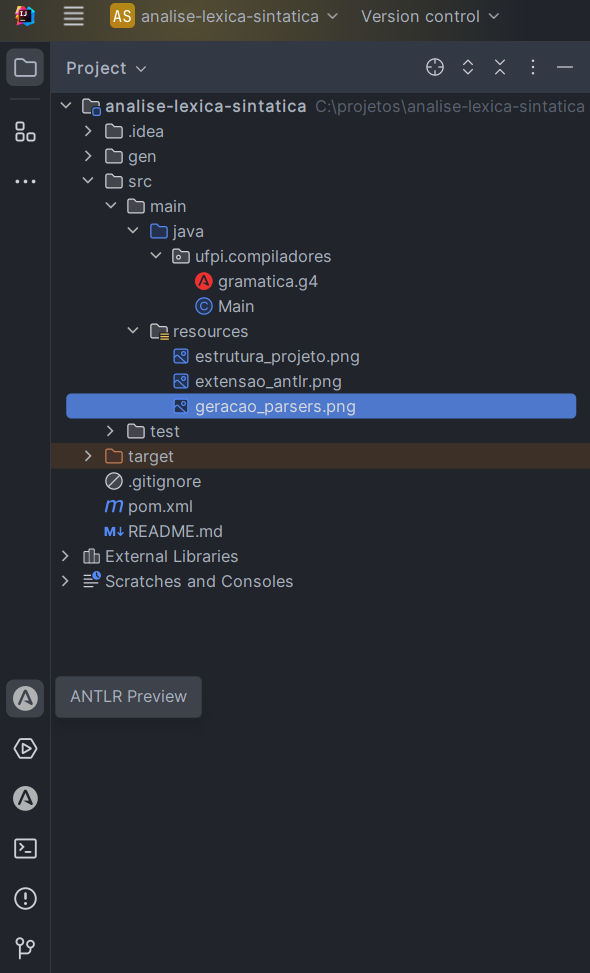 AS analise-lexica-sintatica Version control
Project
analise-lexica-sintatica C:\projetos\analise-lexica-sintatica
.idea
gen
src
main
java
ufpi.compiladores
gramatica.g4
Main
resources
estrutura_projeto.png
extensao_antlr.png
geracao_parsers.png
test
target
.gitignore
pom.xml
README.md
External Libraries
Scratches and Consoles
ANTLR Preview